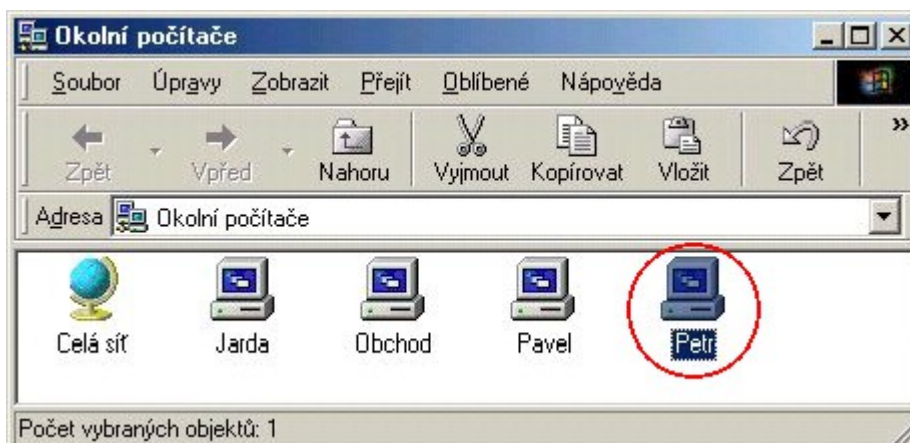 Okolní počítače
Soubor Úpravy Zobrazit Přejít Oblíbené Nápověda
Zpět Vpřed Nahoru Vyjmout Kopírovat Vložit Zpět »
Adresa Okolní počítače
Celá síť Jarda Obchod Pavel Petr
Počet vybraných objektů: 1